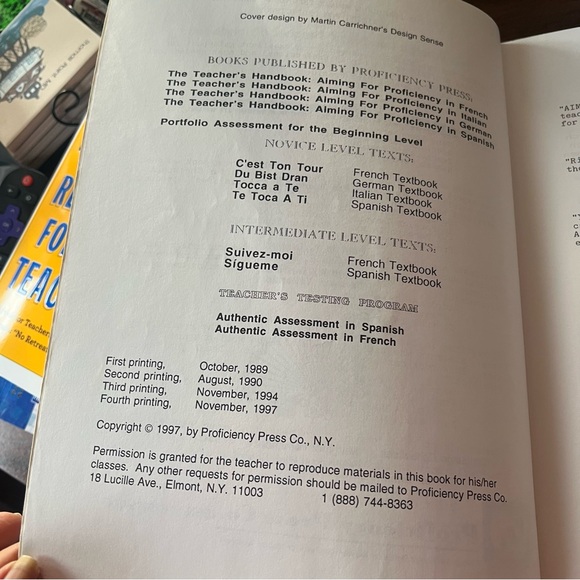 Cover design by Martin Carrichner's Design Sense
BOOKS PUBLISHED BY PROFICIENCY PRESS:
The Teacher's Handbook: Aiming For Proficiency in French
The Teacher's Handbook: Aiming For Proficiency in Italian
The Teacher's Handbook: Aiming For Proficiency in German
The Teacher's Handbook: Aiming For Proficiency in Spanish
Portfolio Assessment for the Beginning Level
NOVICE LEVEL TEXTS:
C'est Ton Tour French Textbook
Du Bist Dran German Textbook
Tocca a Te Italian Textbook
Te Toca A Ti Spanish Textbook
INTERMEDIATE LEVEL TEXTS:
Suivez-moi French Textbook
Sígueme Spanish Textbook
TEACHER'S TESTING PROGRAM
Authentic Assessment in Spanish
Authentic Assessment in French
First printing, October, 1989
Second printing, August, 1990
Third printing, November, 1994
Fourth printing, November, 1997
Copyright © 1997, by Proficiency Press Co., N.Y.
Permission is granted for the teacher to reproduce materials in this book for his/her
classes. Any other requests for permission should be mailed to Proficiency Press Co.
18 Lucille Ave., Elmont, N.Y. 11003 1 (888) 744-8363
FO
TEAC
or Teacher,
"No Retreat